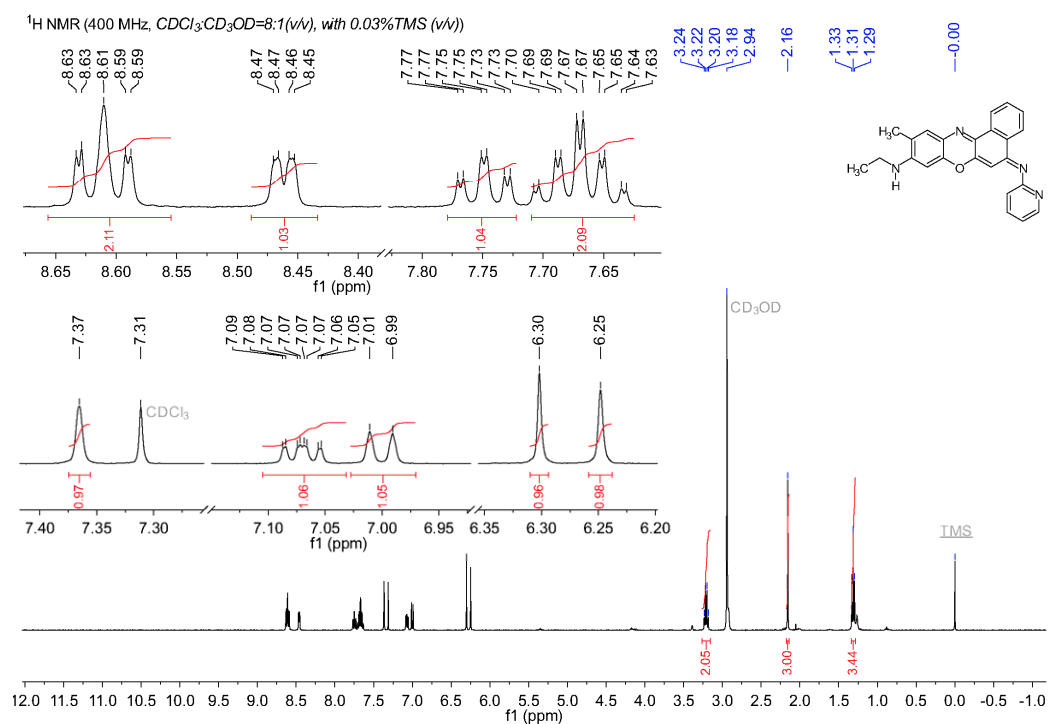 ¹H NMR (400 MHz, CDCl₃:CD₃OD=8:1(v/v), with 0.03%TMS (v/v))
8.63 8.63 8.61 8.59 8.59 8.47 8.47 8.46 8.45 7.77 7.77 7.75 7.75 7.73 7.73 7.70 7.69 7.69 7.67 7.67 7.65 7.65 7.64 7.63
3.24 3.22 3.20 3.18 2.94 2.16 1.33 1.31 1.29 -0.00
2.11 1.03 1.04 2.09
8.65 8.60 8.55 8.50 8.45 8.40 7.80 7.75 7.70 7.65
f1 (ppm)
H₃C N
H₃C N O N
H N
7.37 7.31 7.09 7.08 7.07 7.07 7.07 7.07 7.06 7.05 7.01 6.99 6.30 6.25
CDCl₃
CD₃OD
0.97 1.06 1.05 0.96 0.98
7.40 7.35 7.30 7.10 7.05 7.00 6.95 6.35 6.30 6.25 6.20
f1 (ppm)
TMS
2.05 3.00 3.44
12.0 11.5 11.0 10.5 10.0 9.5 9.0 8.5 8.0 7.5 7.0 6.5 6.0 5.5 5.0 4.5 4.0 3.5 3.0 2.5 2.0 1.5 1.0 0.5 0.0 -0.5 -1.0
f1 (ppm)